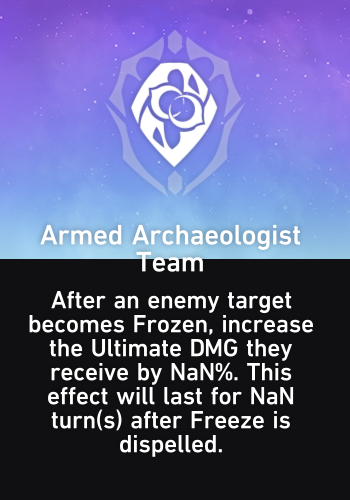 Armed Archaeologist
Team
After an enemy target
becomes Frozen, increase
the Ultimate DMG they
receive by NaN%. This
effect will last for NaN
turn(s) after Freeze is
dispelled.